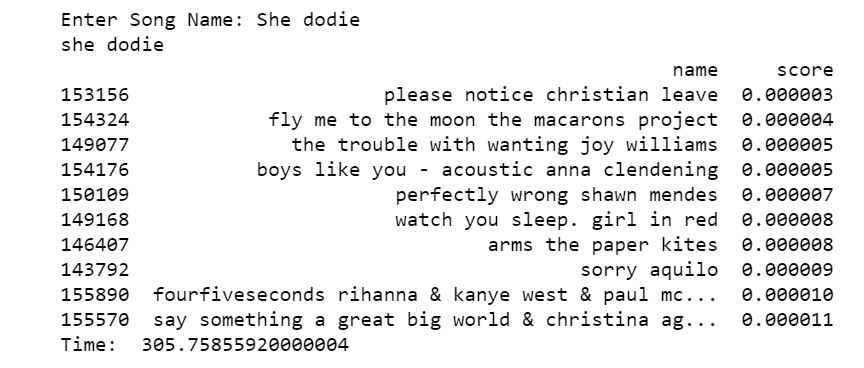 Enter Song Name: She dodie
she dodie
name score
153156 please notice christian leave 0.000003
154324 fly me to the moon the macarons project 0.000004
149077 the trouble with wanting joy williams 0.000005
154176 boys like you - acoustic anna clendening 0.000005
150109 perfectly wrong shawn mendes 0.000007
149168 watch you sleep. girl in red 0.000008
146407 arms the paper kites 0.000008
143792 sorry aquilo 0.000009
155890 fourfiveseconds rihanna & kanye west & paul mc... 0.000010
155570 say something a great big world & christina ag... 0.000011
Time: 305.75855920000004